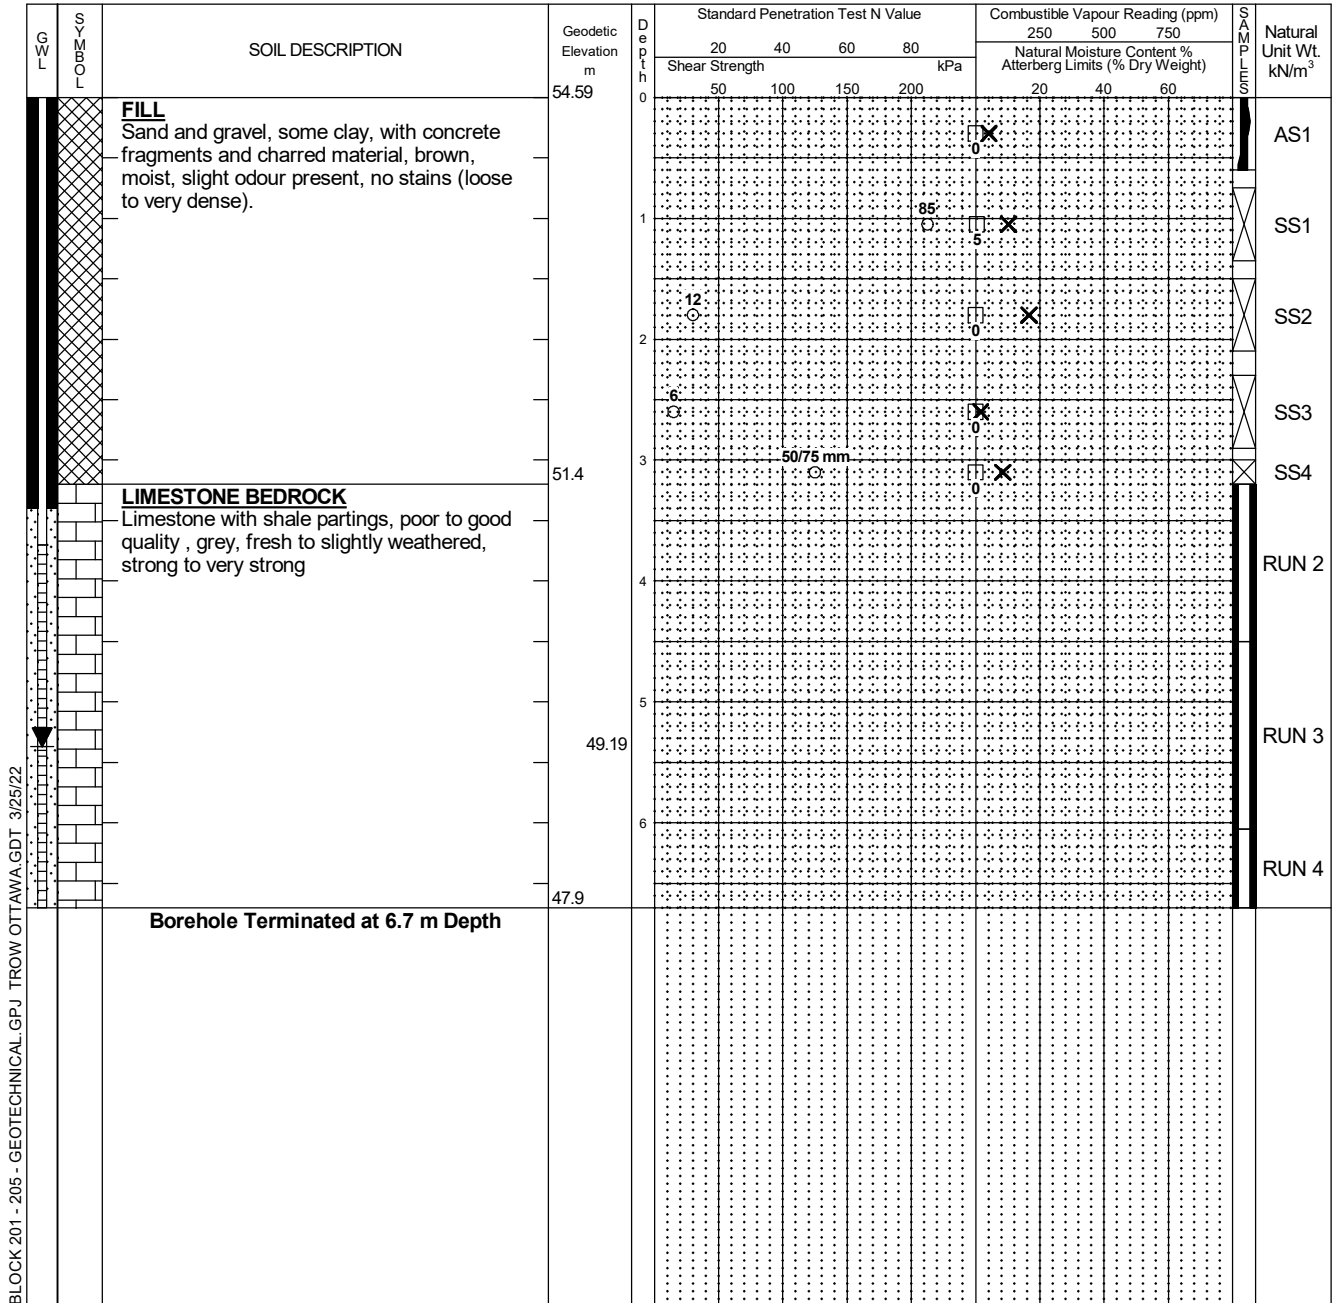 GWL
SYMBOL
SOIL DESCRIPTION
Geodetic
Elevation
m
Depth
Standard Penetration Test N Value
20 40 60 80
Shear Strength kPa
50 100 150 200
Combustible Vapour Reading (ppm)
250 500 750
Natural Moisture Content %
Atterberg Limits (% Dry Weight)
20 40 60
SAMPLES
Natural
Unit Wt.
kN/m³
54.59
0
FILL
Sand and gravel, some clay, with concrete
fragments and charred material, brown,
moist, slight odour present, no stains (loose
to very dense).
0
AS1
85
1
5
SS1
12
0
SS2
2
6
0
SS3
3
50/75 mm
0
SS4
51.4
LIMESTONE BEDROCK
Limestone with shale partings, poor to good
quality , grey, fresh to slightly weathered,
strong to very strong
RUN 2
4
5
49.19
RUN 3
6
RUN 4
47.9
Borehole Terminated at 6.7 m Depth
BLOCK 201 - 205 - GEOTECHNICAL.GPJ TROW OTTAWA.GDT 3/25/22